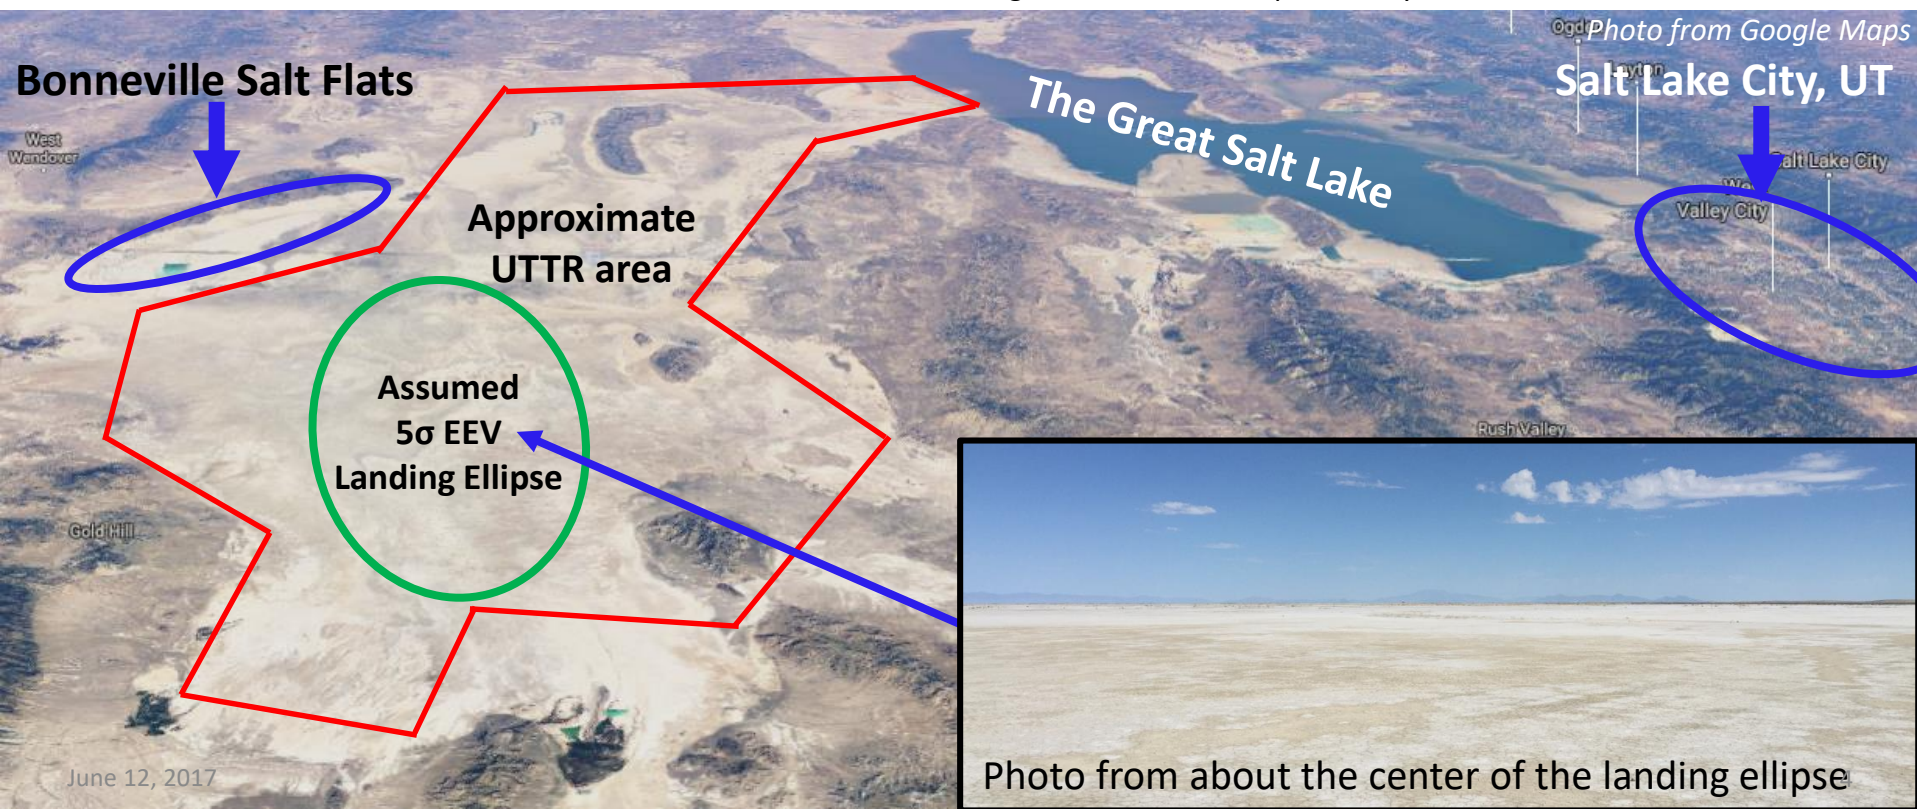 Photo from Google Maps
Bonneville Salt Flats
Salt Lake City, UT
Layton
The Great Salt Lake
West
Wendover
Salt Lake City
Valley City
Approximate
UTTR area
Assumed
5σ EEV
Landing Ellipse
Rush Valley
Gold Hill
June 12, 2017
Photo from about the center of the landing ellipse
4